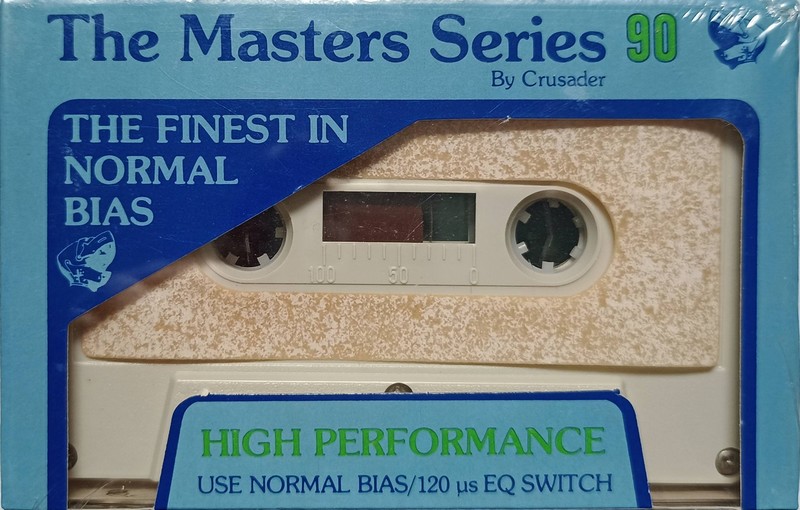 The Masters Series 90
By Crusader
THE FINEST IN
NORMAL
BIAS
100 50 0
HIGH PERFORMANCE
USE NORMAL BIAS/120 µs EQ SWITCH